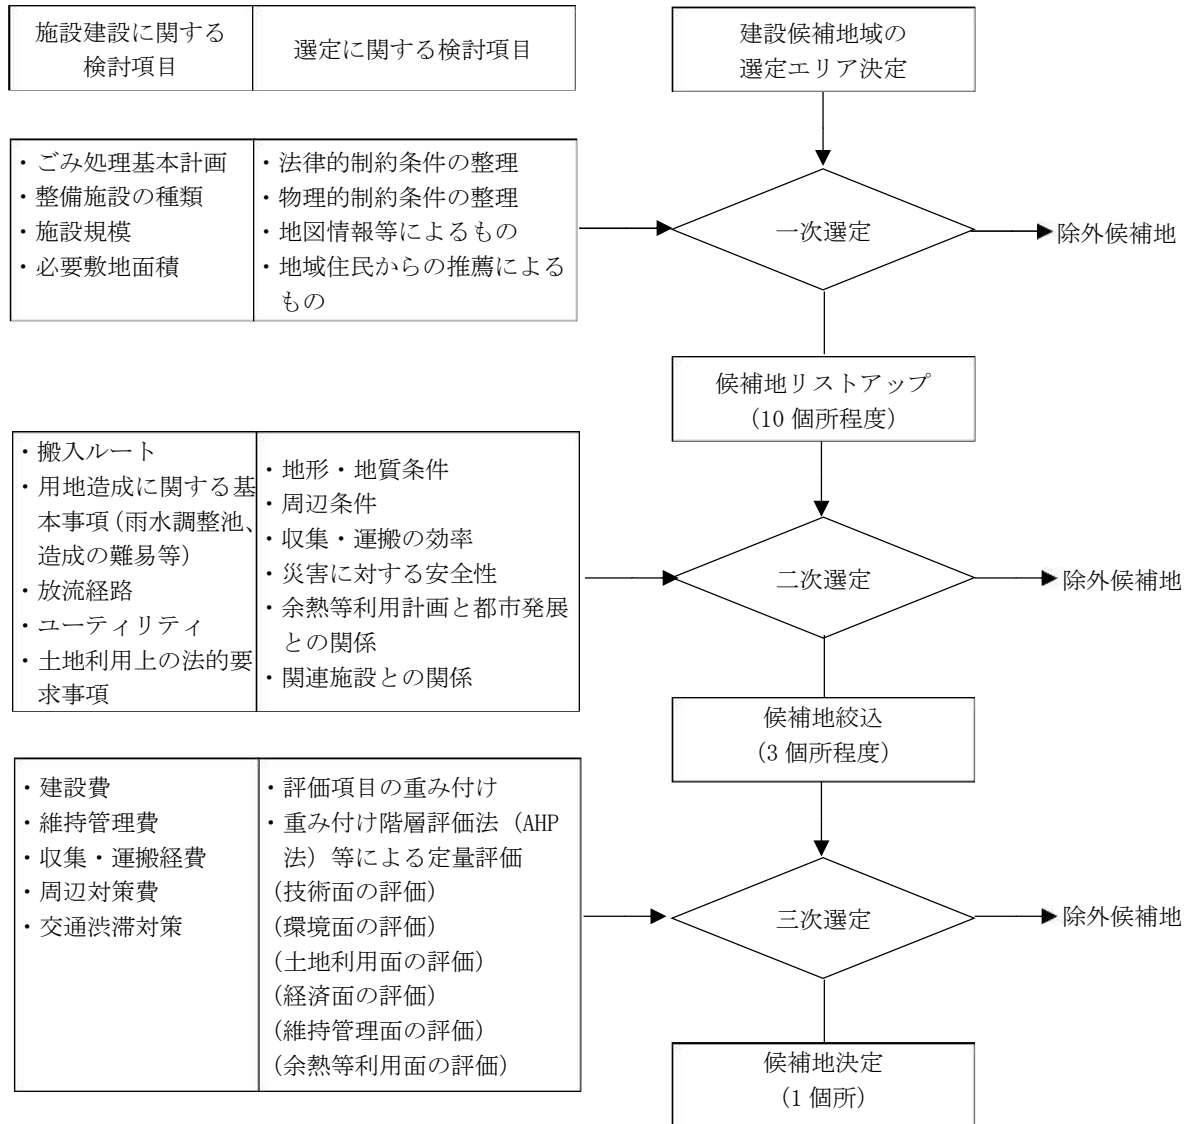 施設建設に関する
検討項目
選定に関する検討項目
建設候補地域の
選定エリア決定
・ごみ処理基本計画
・整備施設の種類
・施設規模
・必要敷地面積
・法律的制約条件の整理
・物理的制約条件の整理
・地図情報等によるもの
・地域住民からの推薦による
もの
一次選定
除外候補地
候補地リストアップ
(10 個所程度)
・搬入ルート
・用地造成に関する基
本事項(雨水調整池、
造成の難易等)
・放流経路
・ユーティリティ
・土地利用上の法的要
求事項
・地形・地質条件
・周辺条件
・収集・運搬の効率
・災害に対する安全性
・余熱等利用計画と都市発展
との関係
・関連施設との関係
二次選定
除外候補地
候補地絞込
(3 個所程度)
・建設費
・維持管理費
・収集・運搬経費
・周辺対策費
・交通渋滞対策
・評価項目の重み付け
・重み付け階層評価法 (AHP
法) 等による定量評価
(技術面の評価)
(環境面の評価)
(土地利用面の評価)
(経済面の評価)
(維持管理面の評価)
(余熱等利用面の評価)
三次選定
除外候補地
候補地決定
(1 個所)